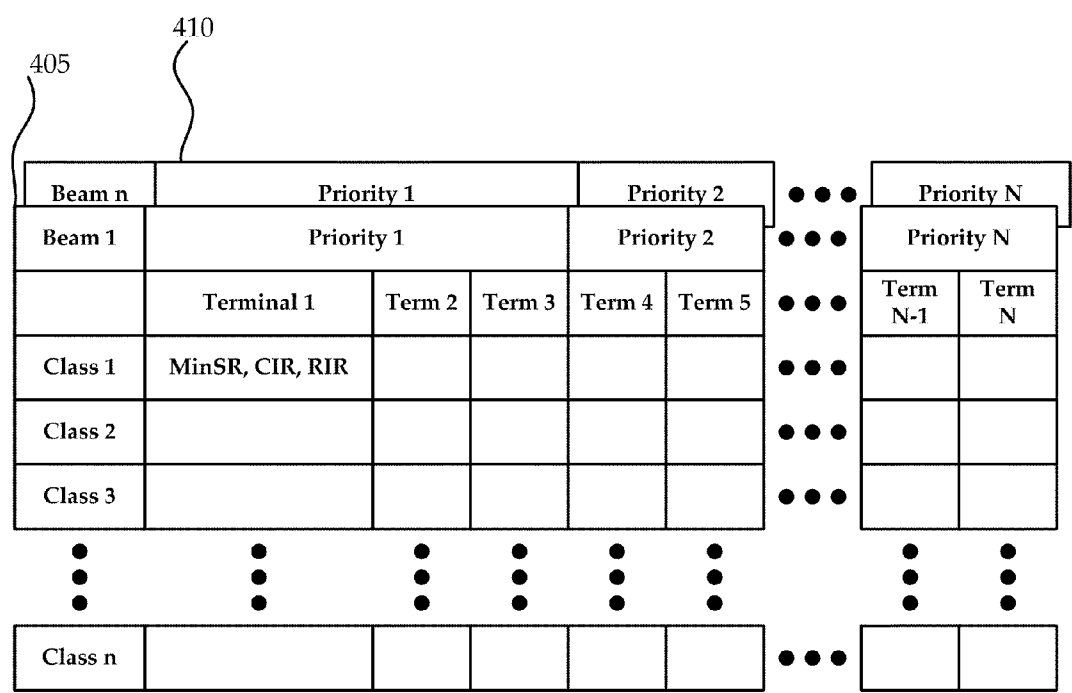 410
405
Beam n Priority 1 Priority 2 Priority N
Beam 1 Priority 1 Priority 2 Priority N
Terminal 1 Term 2 Term 3 Term 4 Term 5 Term N-1 Term N
Class 1 MinSR, CIR, RIR
Class 2
Class 3
Class n